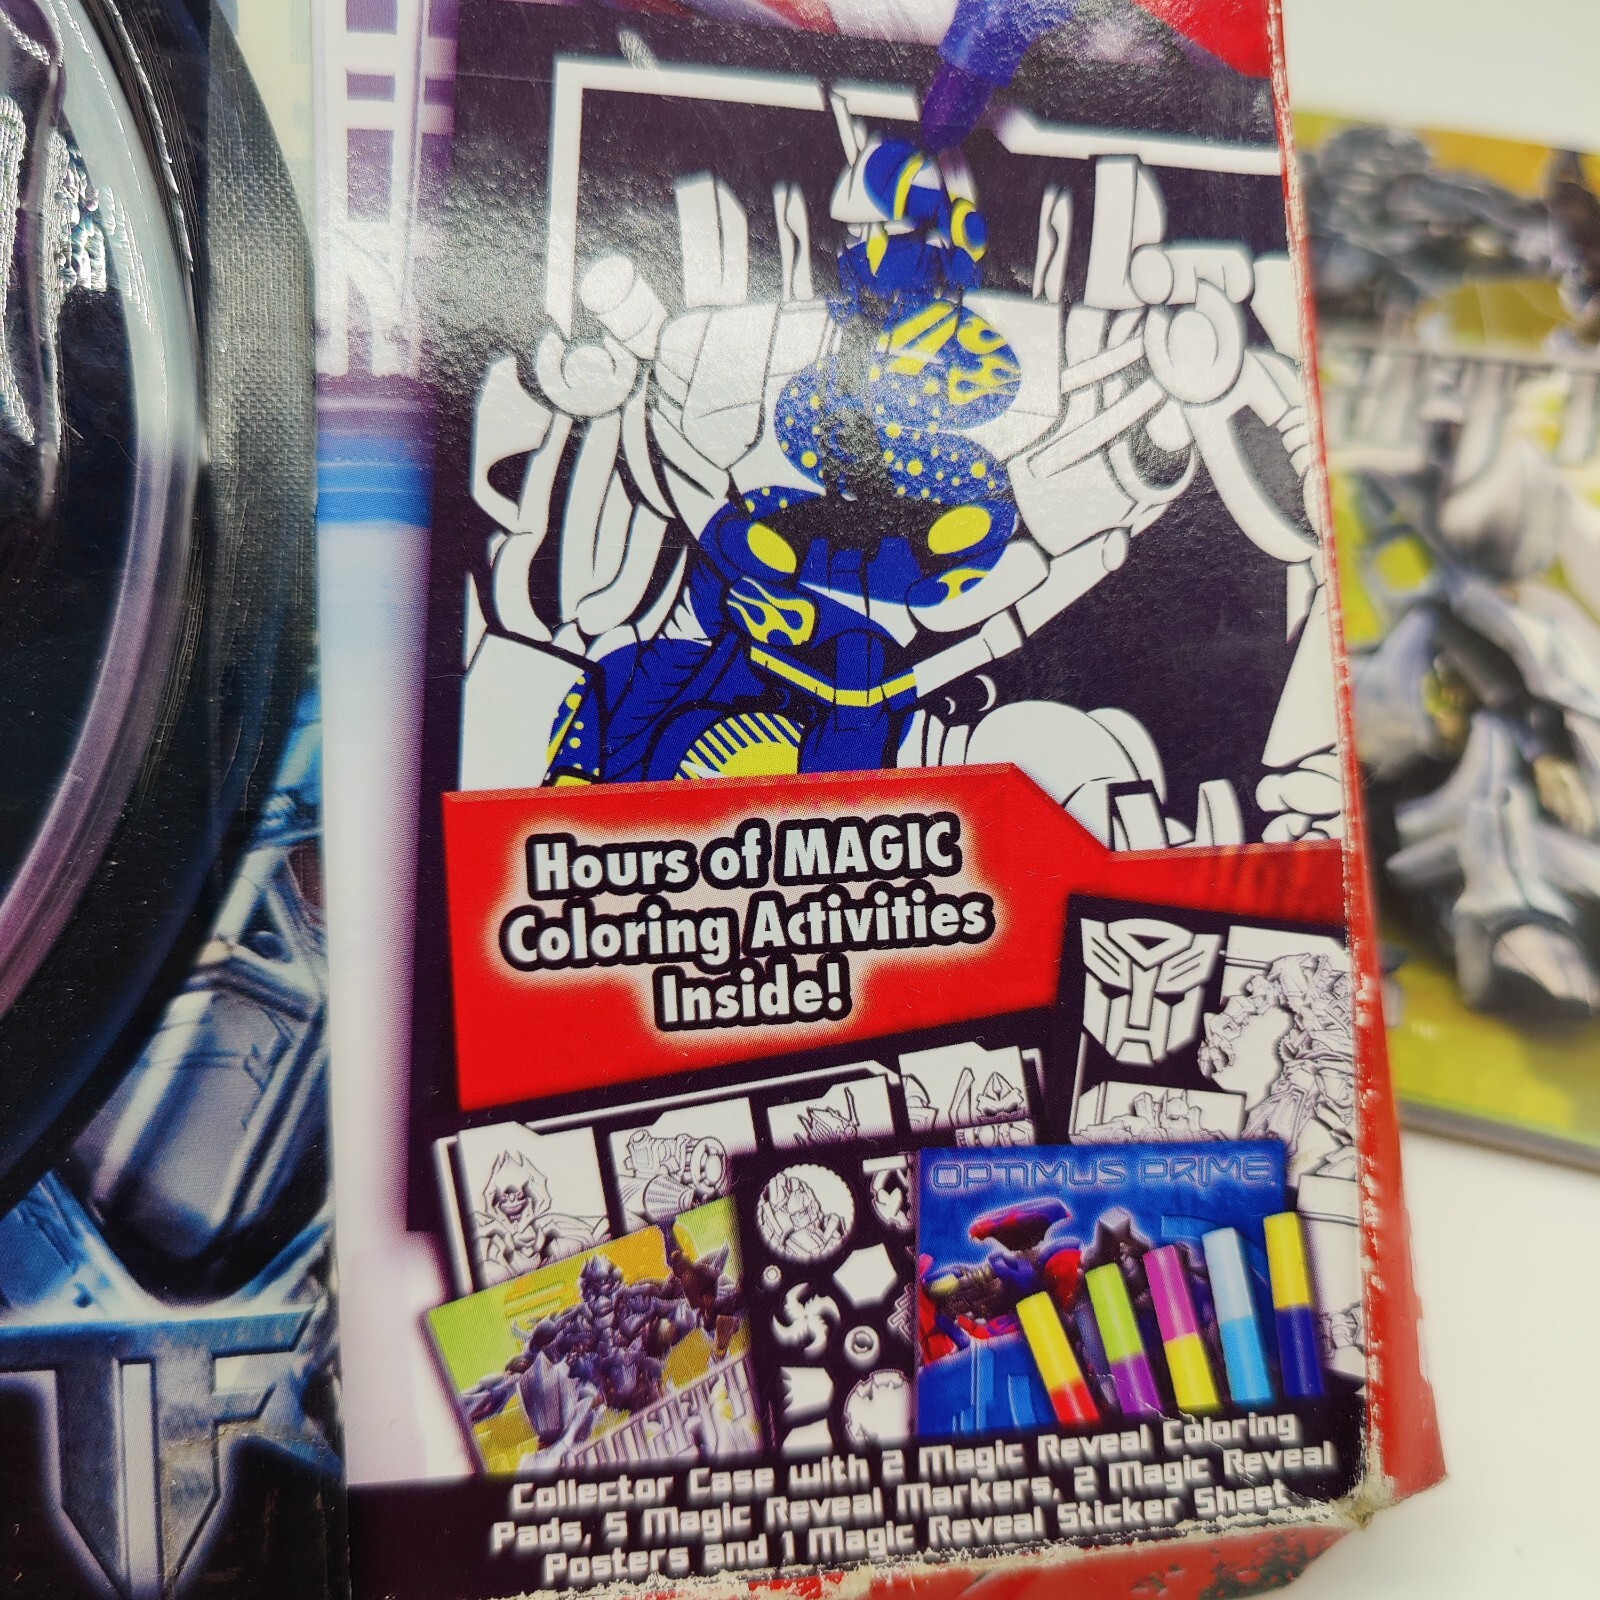 Hours of MAGIC
Coloring Activities
Inside!
OPTIMUS PRIME
Collector Case with 2 Magic Reveal Coloring
Pads, 5 Magic Reveal Markers, 2 Magic Reveal
Posters and 1 Magic Reveal Sticker Sheet
TF